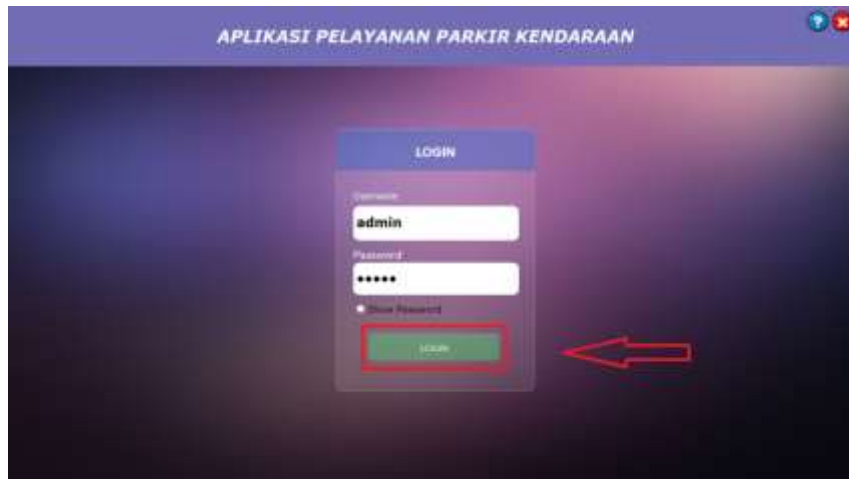 APLIKASI PELAYANAN PARKIR KENDARAAN
?
LOGIN
Username
admin
Password
•••••
Show Password
LOGIN